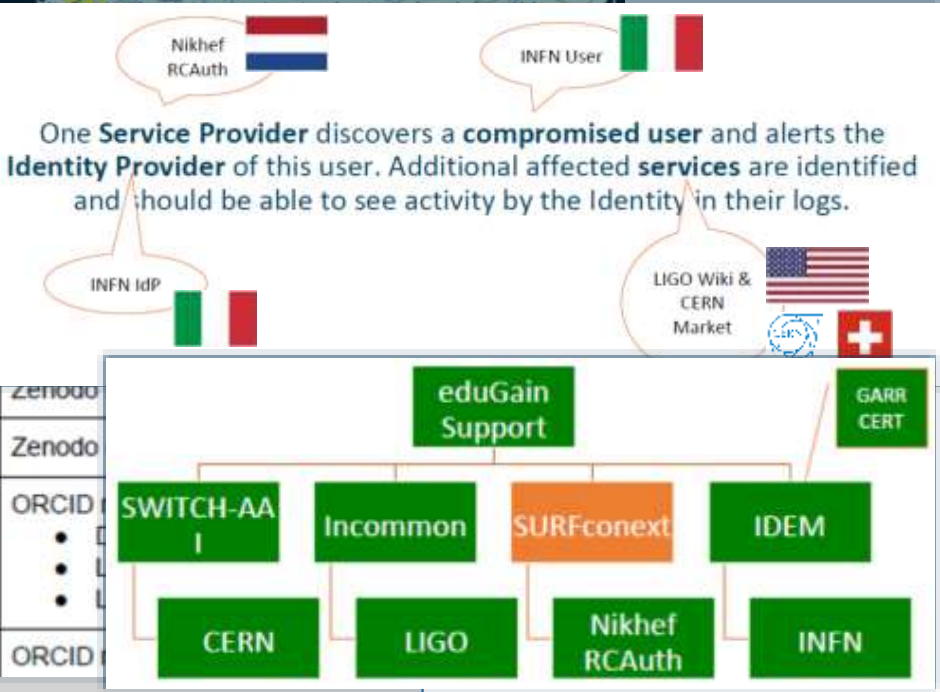 Nikhef
RCAuth
INFN User
One Service Provider discovers a compromised user and alerts the
Identity Provider of this user. Additional affected services are identified
and should be able to see activity by the Identity in their logs.
INFN IdP
LIGO Wiki &
CERN
Market
CERN
Zenodo
Zenodo
ORCID
ORCID
eduGain
Support
GARR
CERT
SWITCH-AA
I
Incommon
SURFconext
IDEM
CERN
LIGO
Nikhef
RCAuth
INFN